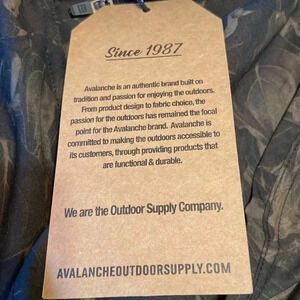 Since 1987
Avalanche is an authentic brand built on
tradition and passion for enjoying the outdoors.
From product design to fabric choice, the
passion for the outdoors has remained the focal
point for the Avalanche brand. Avalanche is
committed to making the outdoors accessible to
its customers, through providing products that
are functional & durable.
We are the Outdoor Supply Company.
AVALANCHEOUTDOORSUPPLY.COM